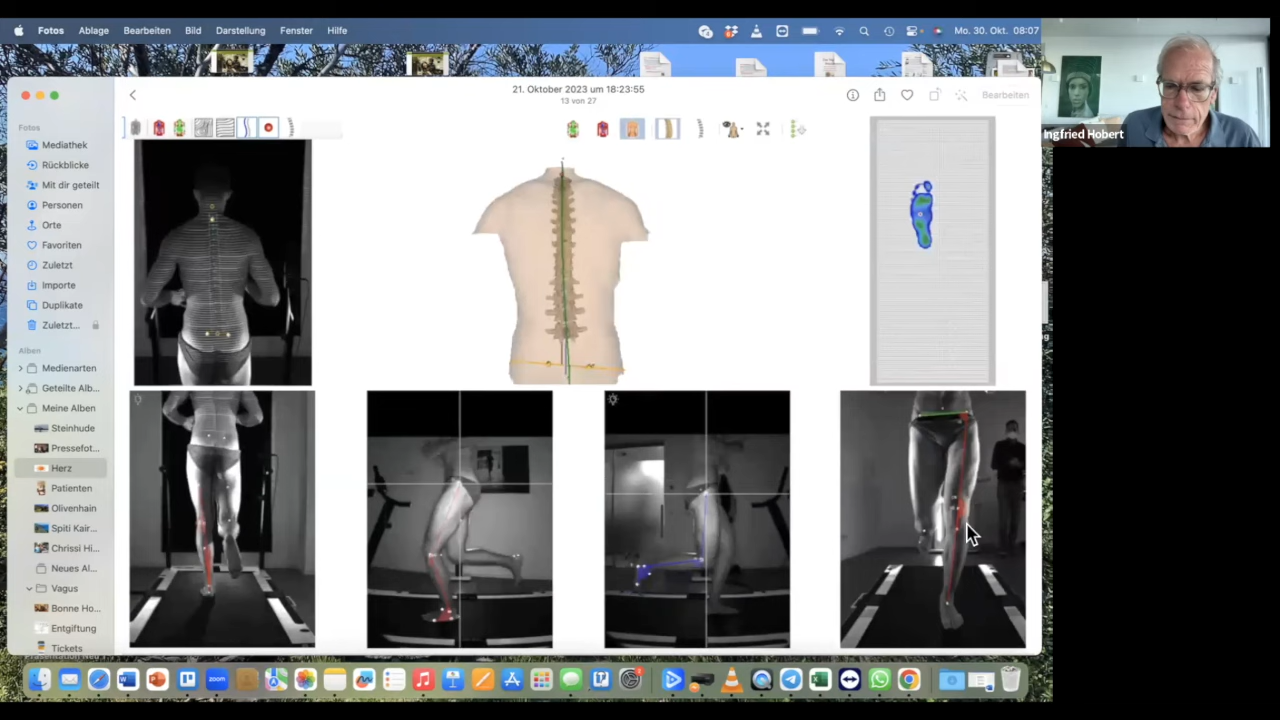 Fotos Ablage Bearbeiten Bild Darstellung Fenster Hilfe
Mo. 30. Okt. 08:07
21. Oktober 2023 um 18:23:55
13 von 27
Bearbeiten
Ingfried Hobert
Fotos
Mediathek
Rückblicke
Mit dir geteilt
Personen
Orte
Favoriten
Zuletzt
Importe
Duplikate
Zuletzt...
Alben
Medienarten
Geteilte Alb...
Meine Alben
Steinhude
Pressefot...
Herz
Patienten
Olivenhain
Spiti Kair...
Chrissi Hi...
Neues Al...
Vagus
Bonne Ho...
Entgiftung
Tickets
zoom